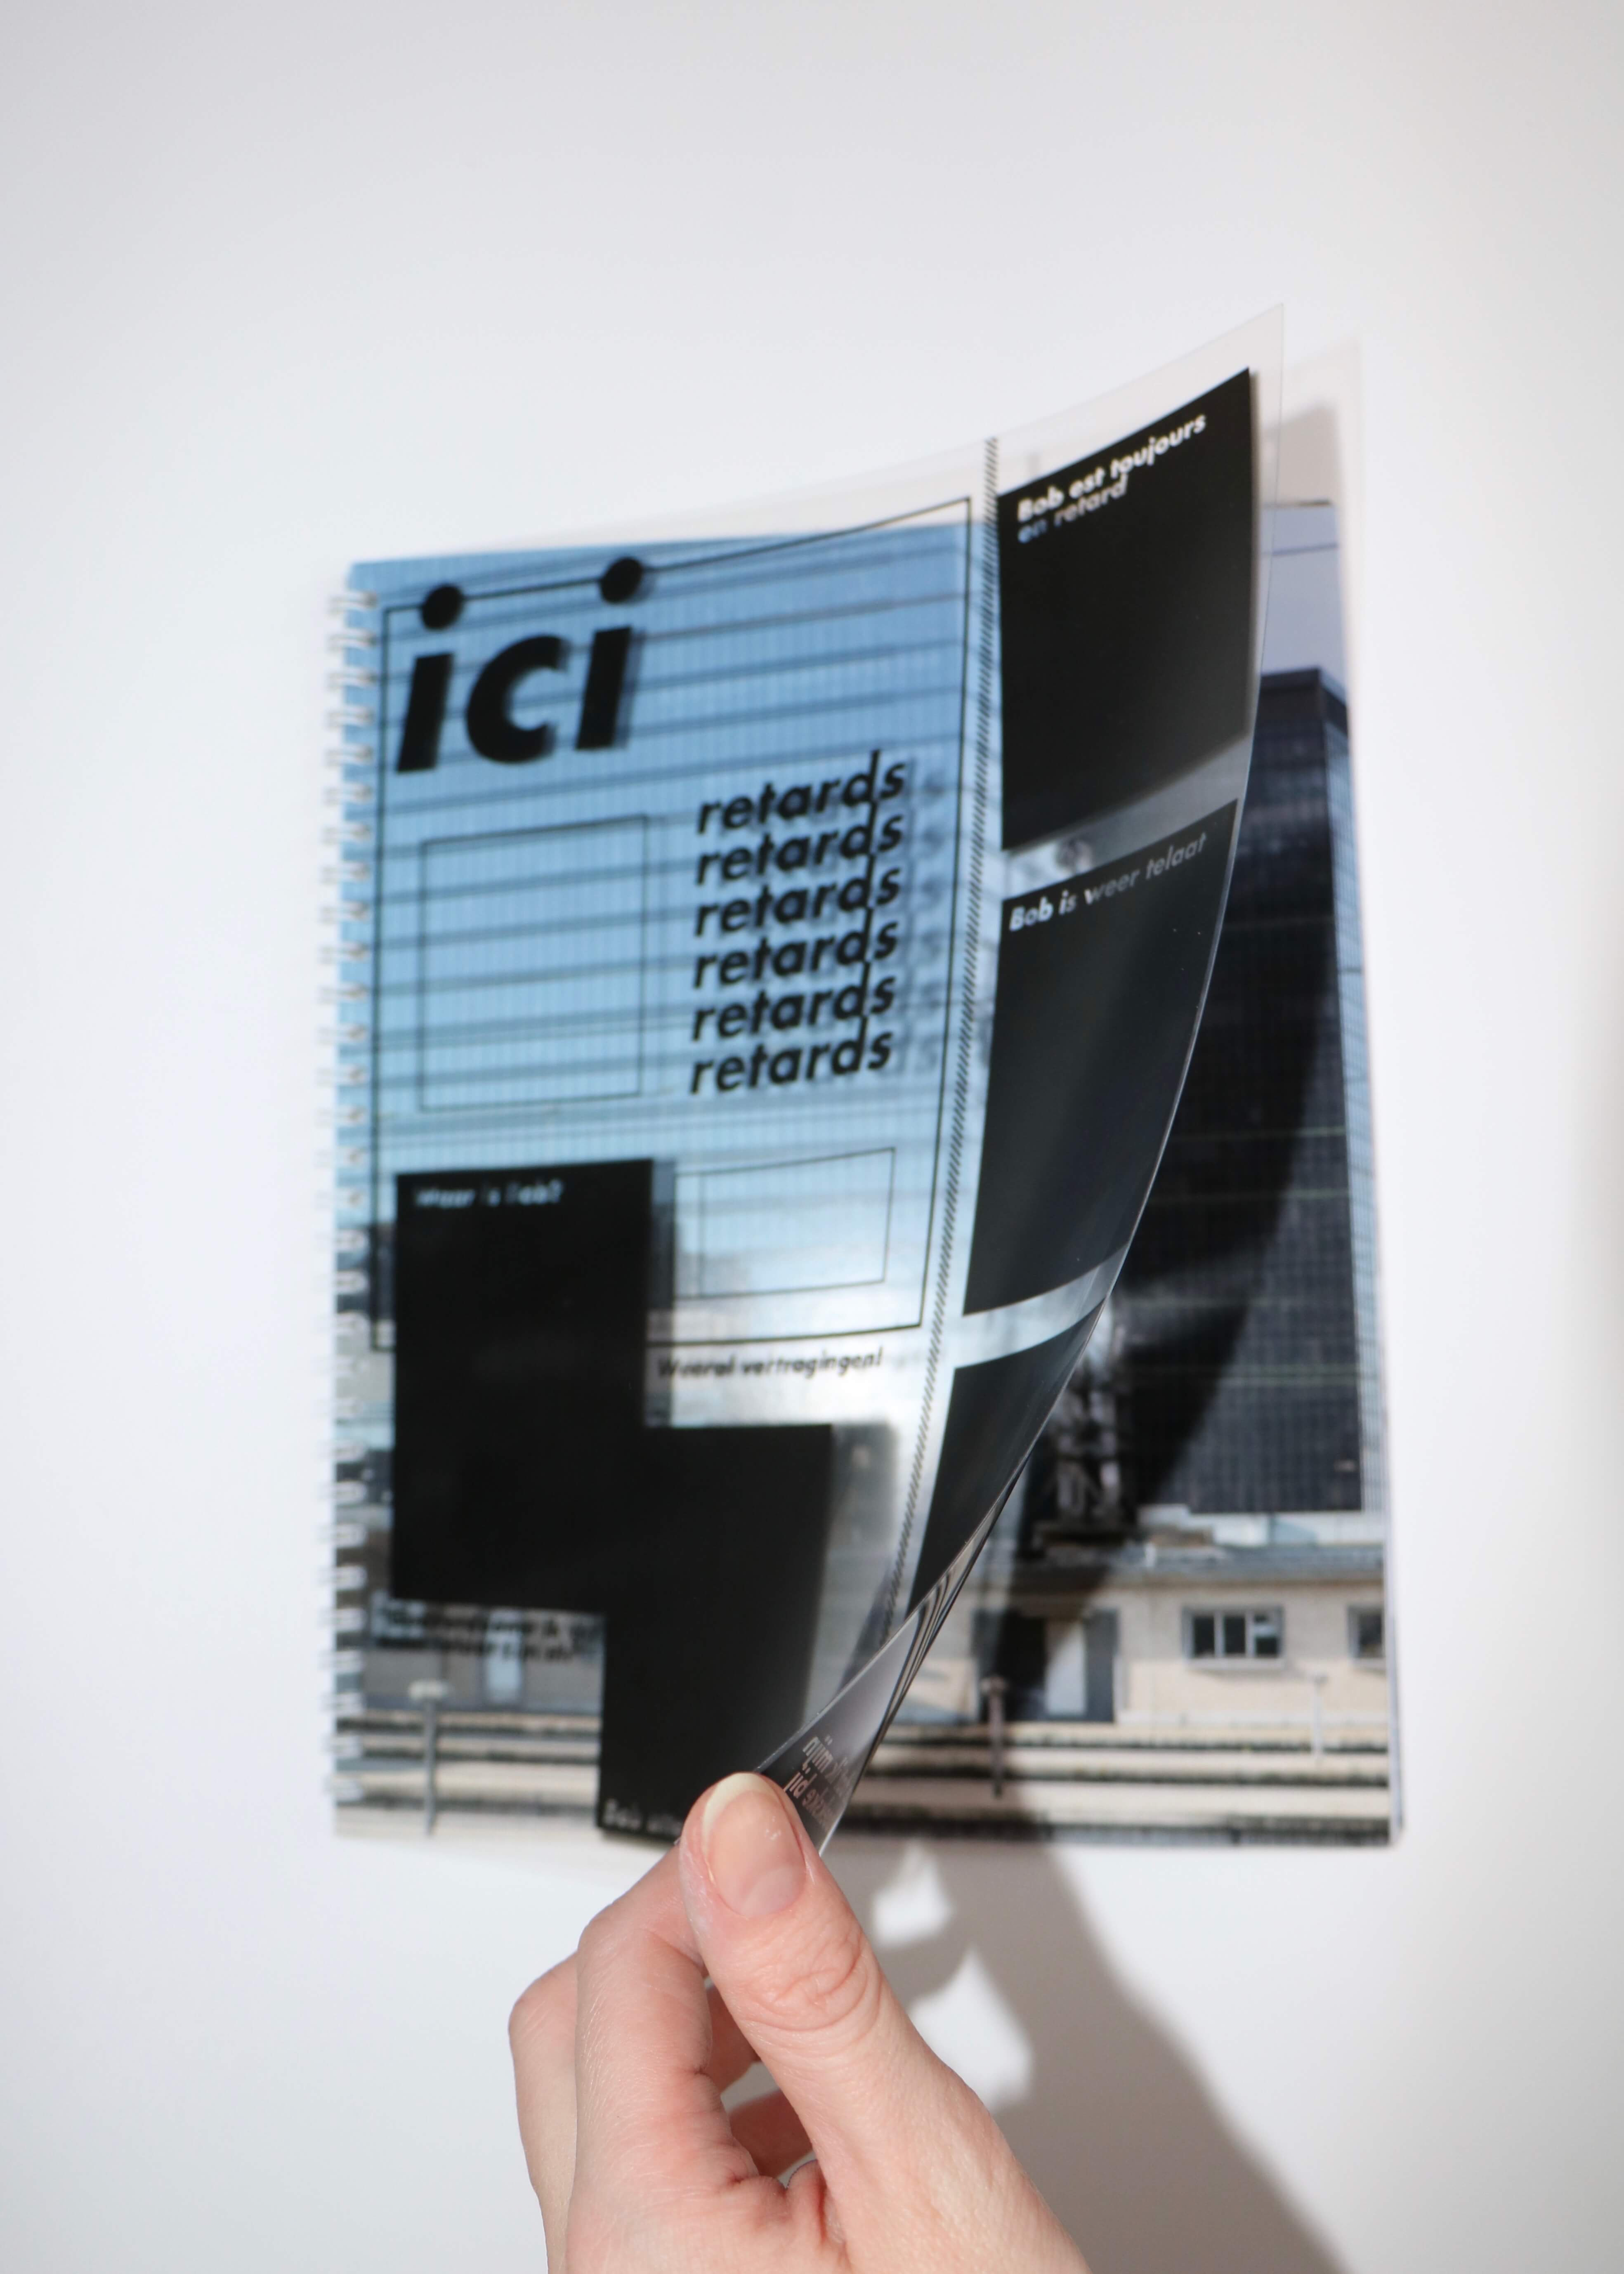 ici
retards
retards
retards
retards
retards
retards
Bob est toujours
en retard
Bob is weer telaat
Waar is Bob?
Weeral vertragingen!
Bob